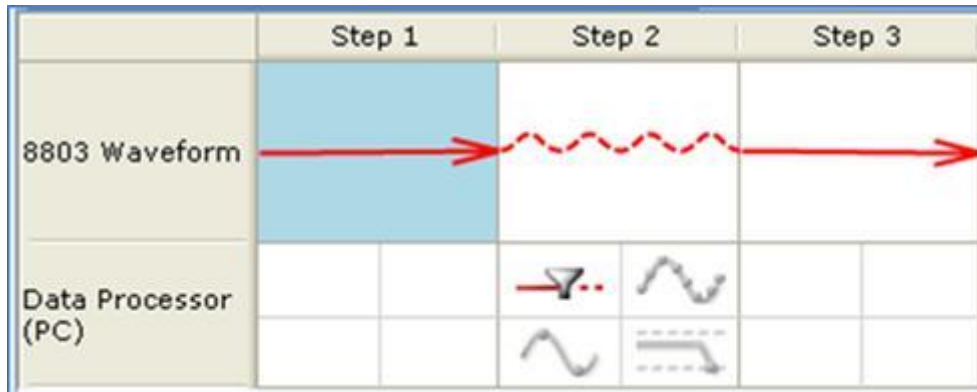 Step 1 Step 2 Step 3
8803 Waveform
Data Processor
(PC)